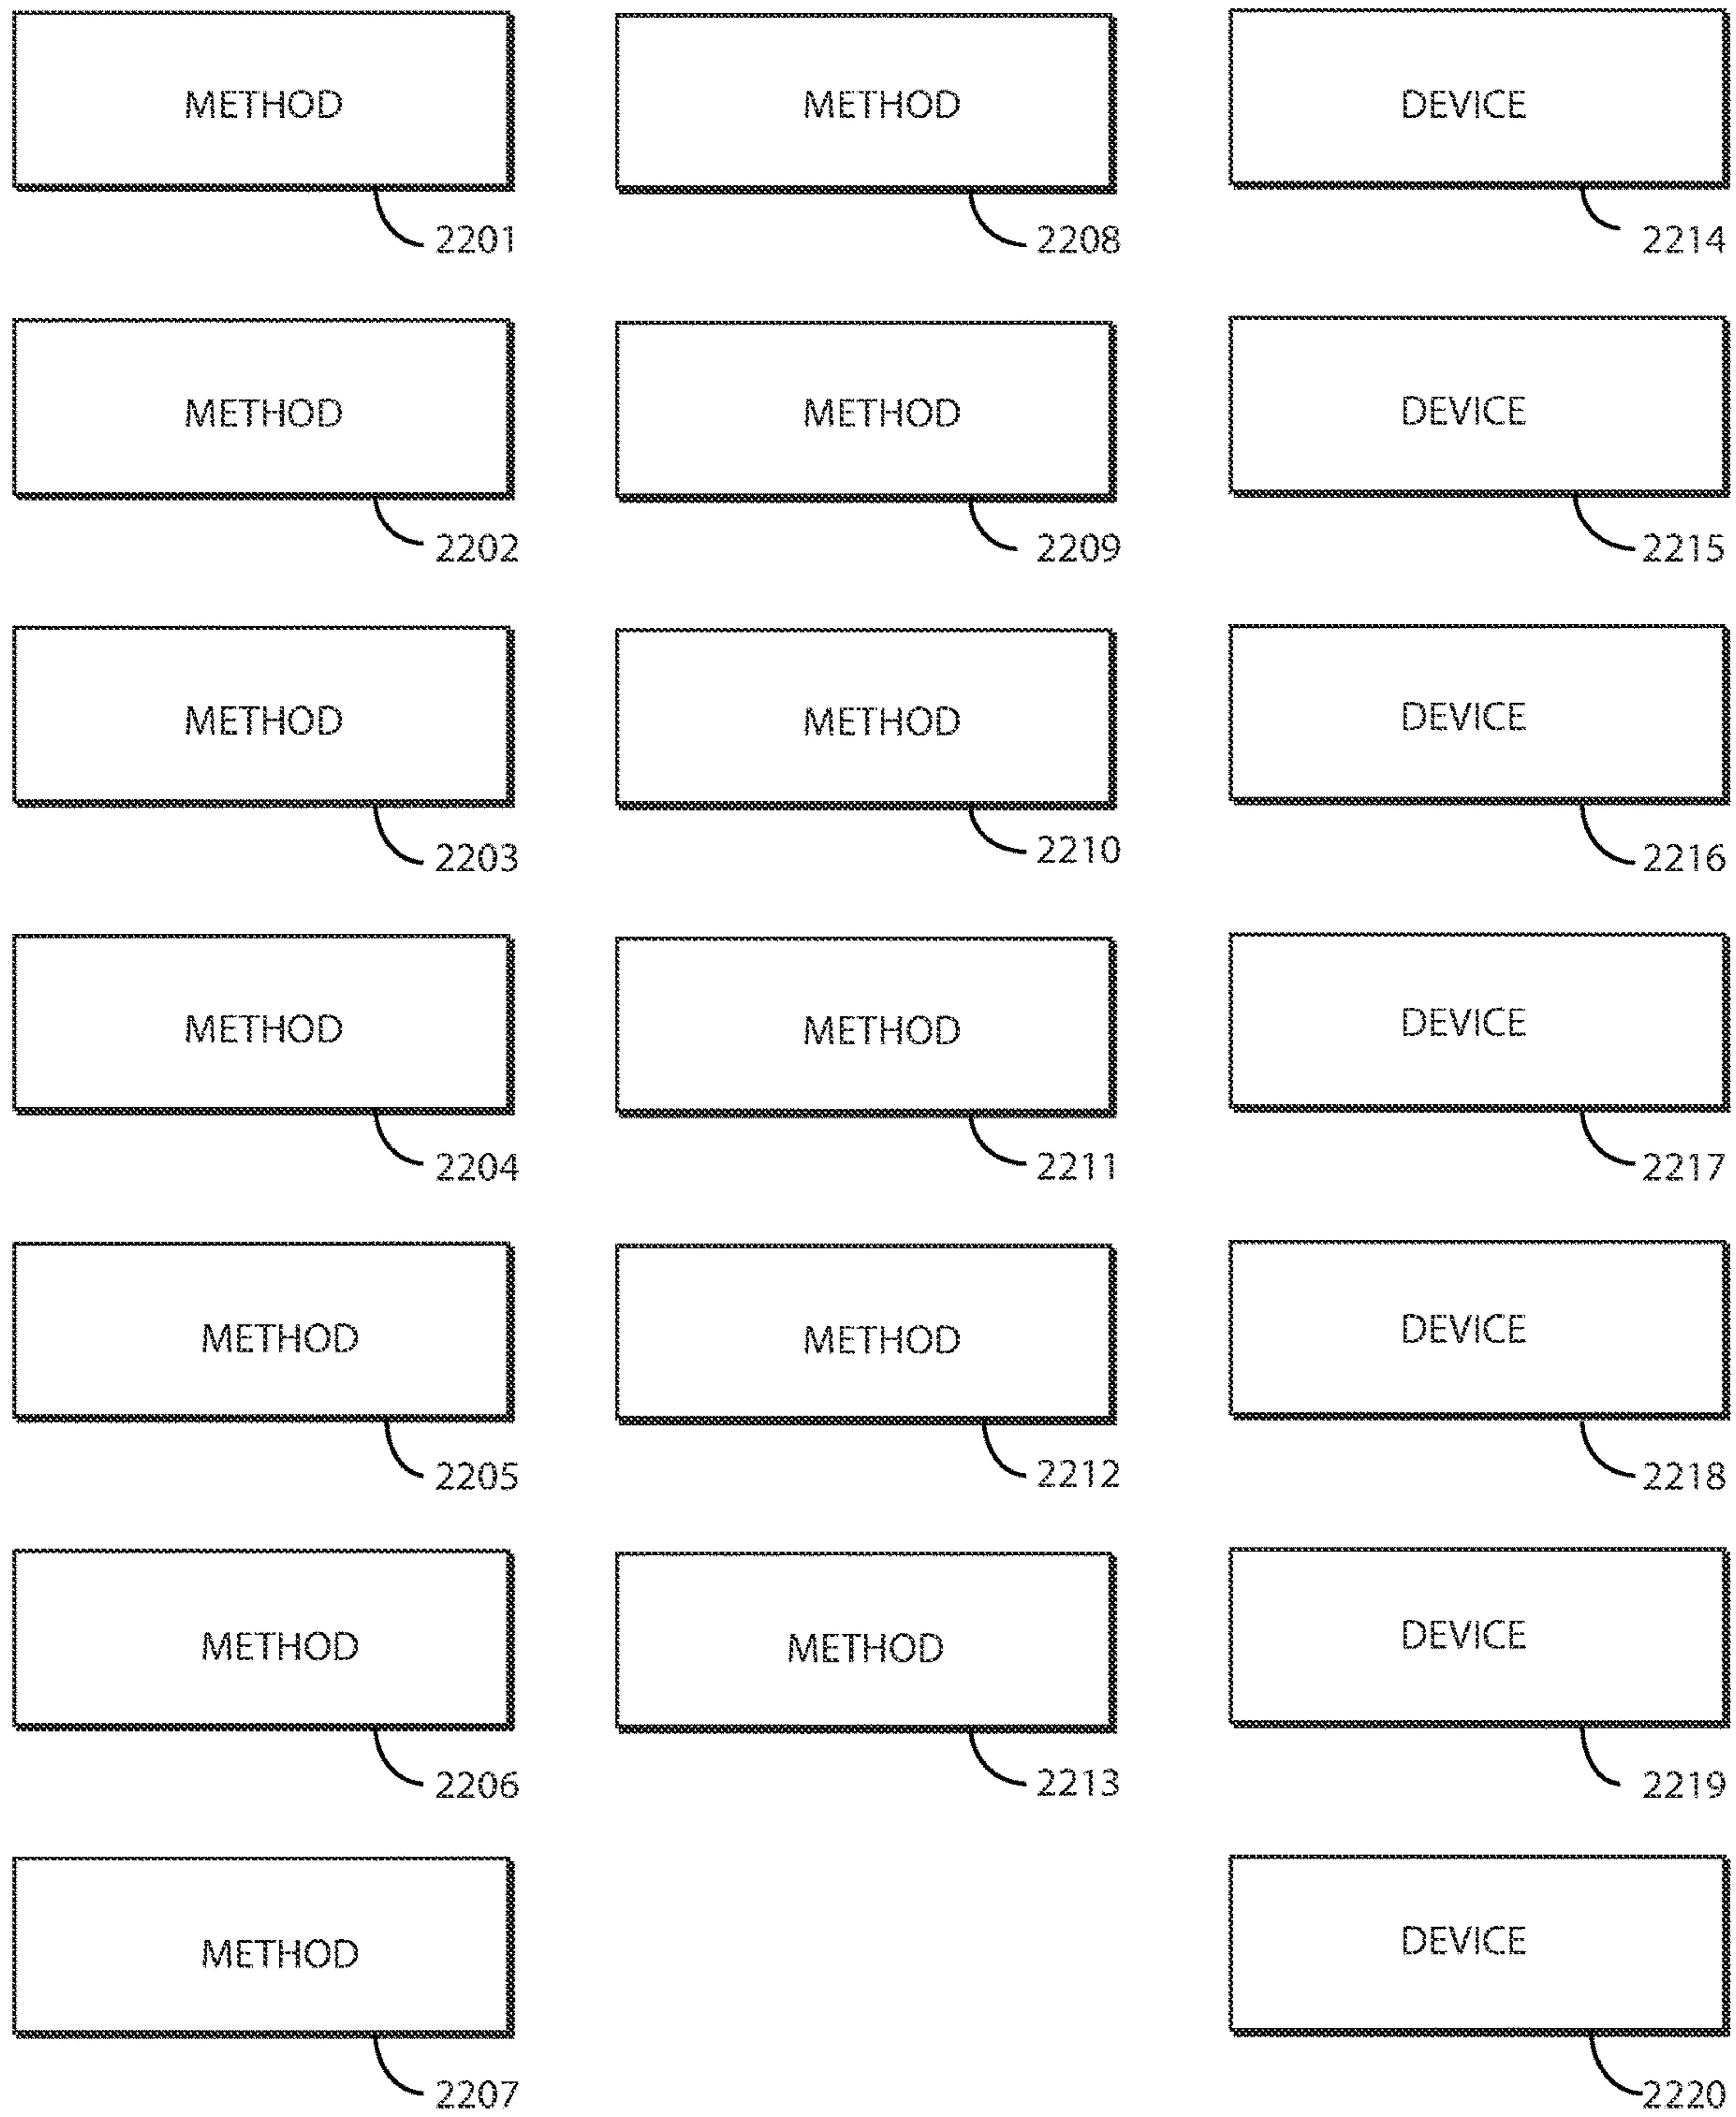 METHOD
2201
METHOD
2202
METHOD
2203
METHOD
2204
METHOD
2205
METHOD
2206
METHOD
2207
METHOD
2208
METHOD
2209
METHOD
2210
METHOD
2211
METHOD
2212
METHOD
2213
DEVICE
2214
DEVICE
2215
DEVICE
2216
DEVICE
2217
DEVICE
2218
DEVICE
2219
DEVICE
2220